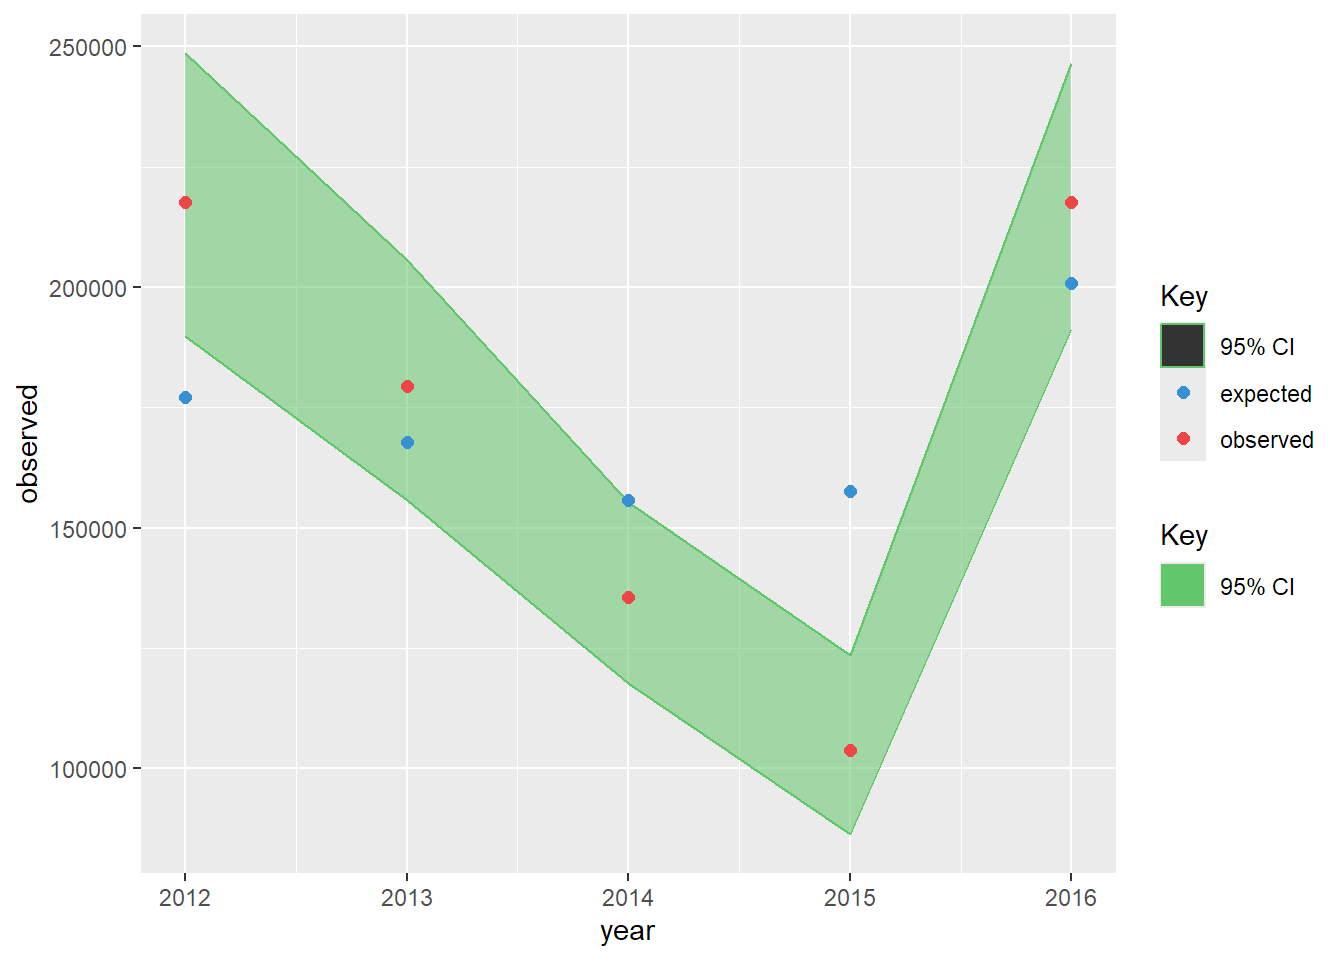 250000
200000
150000
100000
observed
2012 2013 2014 2015 2016
year
Key
95% CI
expected
observed
Key
95% CI